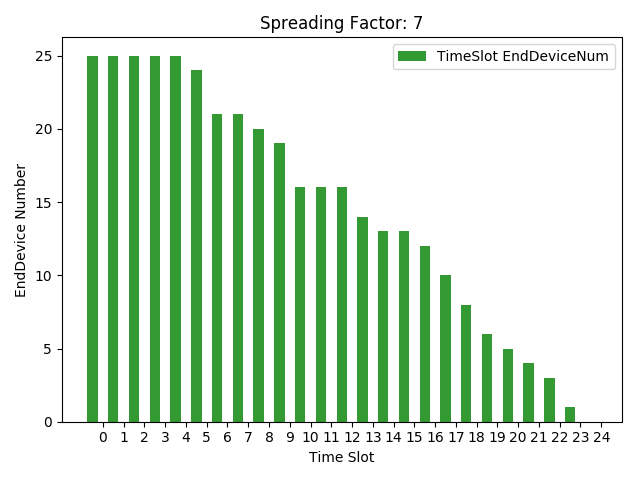 Spreading Factor: 7
TimeSlot EndDeviceNum
EndDevice Number
25
20
15
10
5
0
0 1 2 3 4 5 6 7 8 9 10 11 12 13 14 15 16 17 18 19 20 21 22 23 24
Time Slot